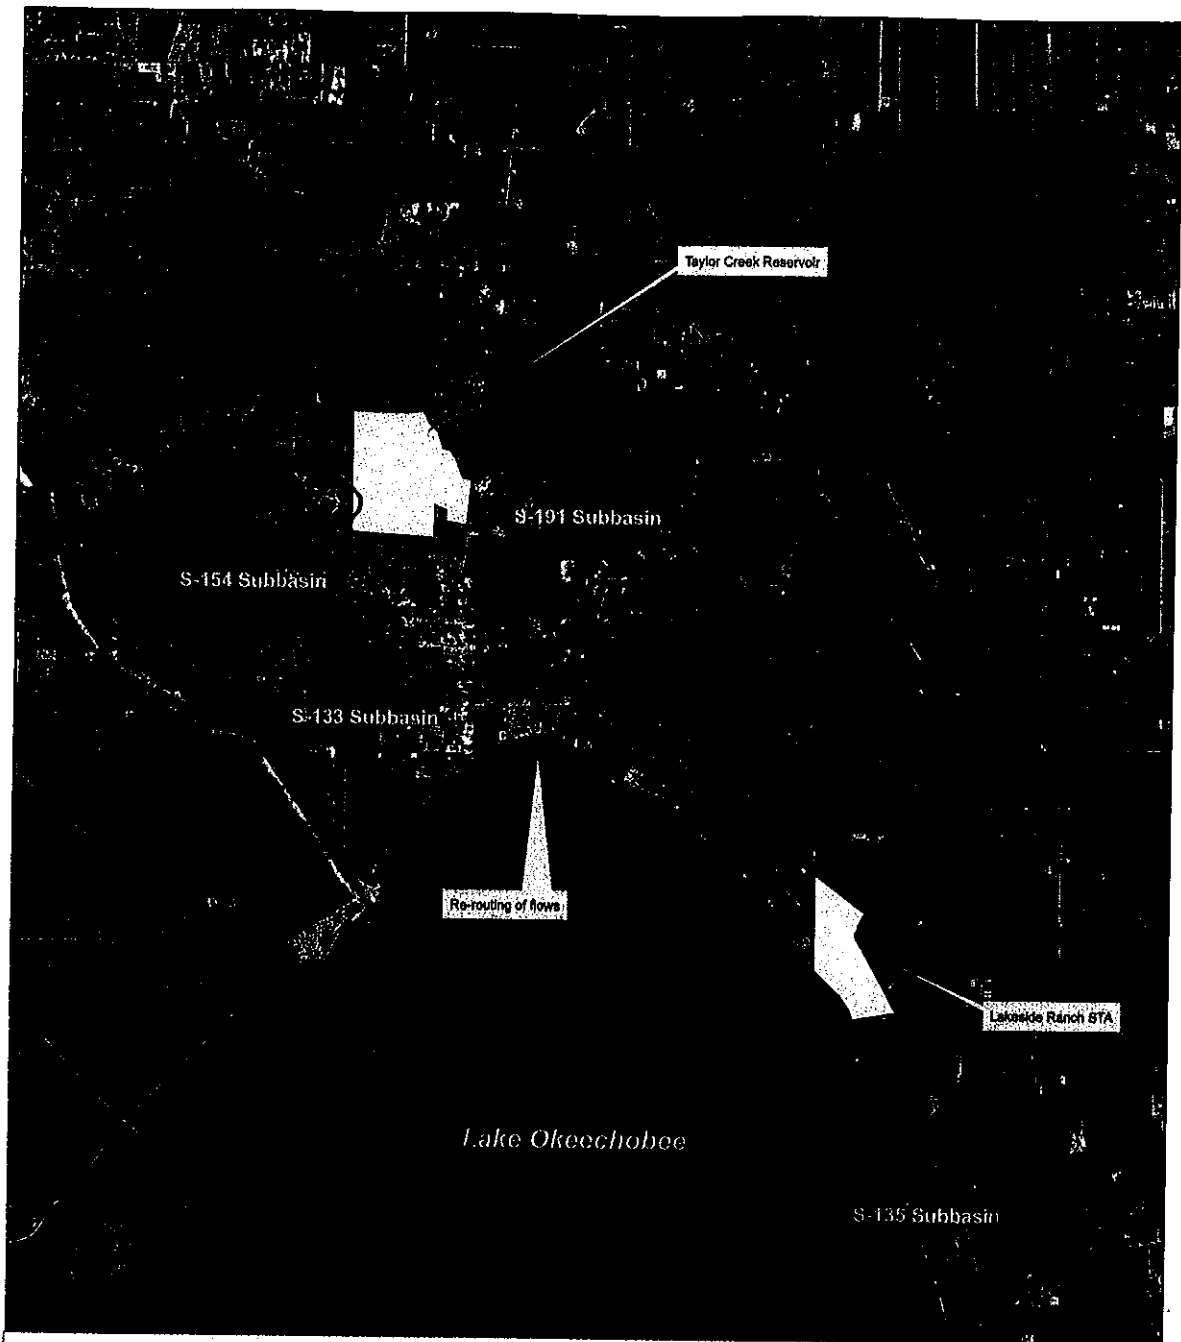 Taylor Creek Reservoir
S-191 Subbasin
S-154 Subbasin
S-133 Subbasin
Re-routing of flows
Lakeside Ranch STA
Lake Okeechobee
S-135 Subbasin